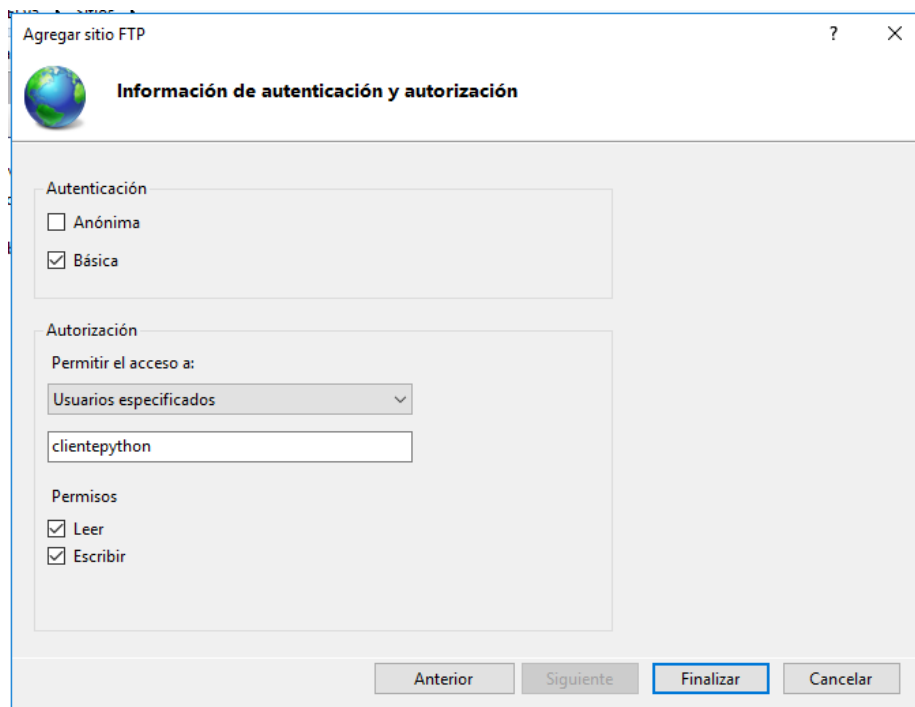 Agregar sitio FTP
Información de autenticación y autorización
Autenticación
Anónima
Básica
Autorización
Permitir el acceso a:
Usuarios especificados
clientepython
Permisos
Leer
Escribir
Anterior
Siguiente
Finalizar
Cancelar